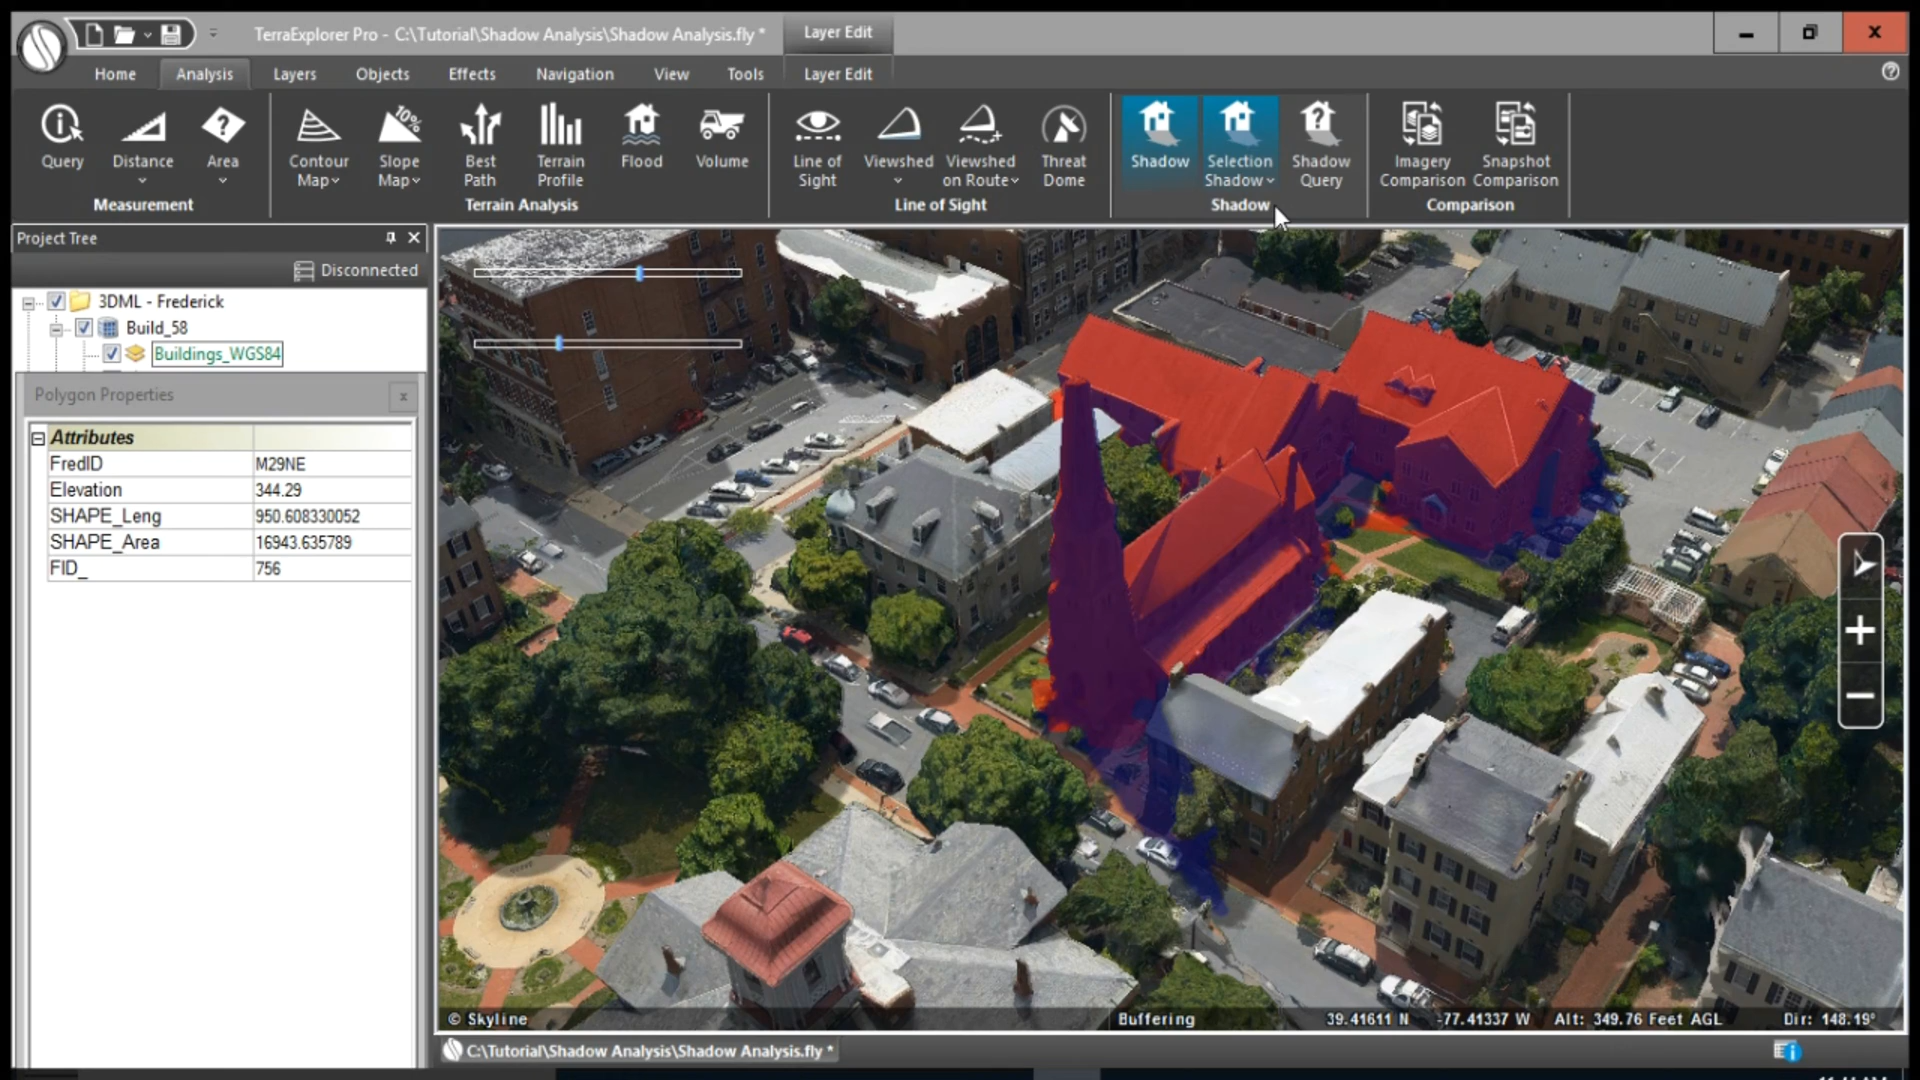 TerraExplorer Pro - C:\Tutorial\Shadow Analysis\Shadow Analysis.fly *
Layer Edit
Home
Analysis
Layers
Objects
Effects
Navigation
View
Tools
Layer Edit
Query
Distance
Area
Measurement
Contour Map
Slope Map
10%
Best Path
Terrain Profile
Flood
Volume
Terrain Analysis
Line of Sight
Viewshed
Viewshed on Route
Threat Dome
Line of Sight
Shadow
Selection Shadow
Shadow Query
Shadow
Imagery Comparison
Snapshot Comparison
Comparison
Project Tree
Disconnected
3DML - Frederick
Build_58
Buildings_WGS84
Polygon Properties
Attributes
FredID M29NE
Elevation 344.29
SHAPE_Leng 950.608330052
SHAPE_Area 16943.635789
FID_ 756
© Skyline
Buffering
39.41611 N -77.41337 W Alt: 349.76 Feet AGL Dir: 148.19°
C:\Tutorial\Shadow Analysis\Shadow Analysis.fly *